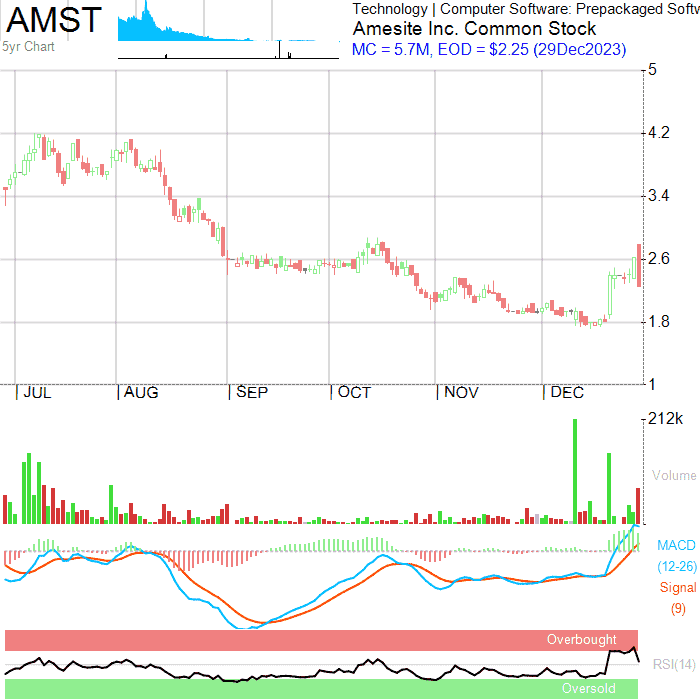 AMST
5yr Chart
Technology | Computer Software: Prepackaged Softw
Amesite Inc. Common Stock
MC = 5.7M, EOD = $2.25 (29Dec2023)
5
4.2
3.4
2.6
1.8
1
JUL AUG SEP OCT NOV DEC
212k
Volume
MACD
(12-26)
Signal
(9)
Overbought
RSI(14)
Oversold